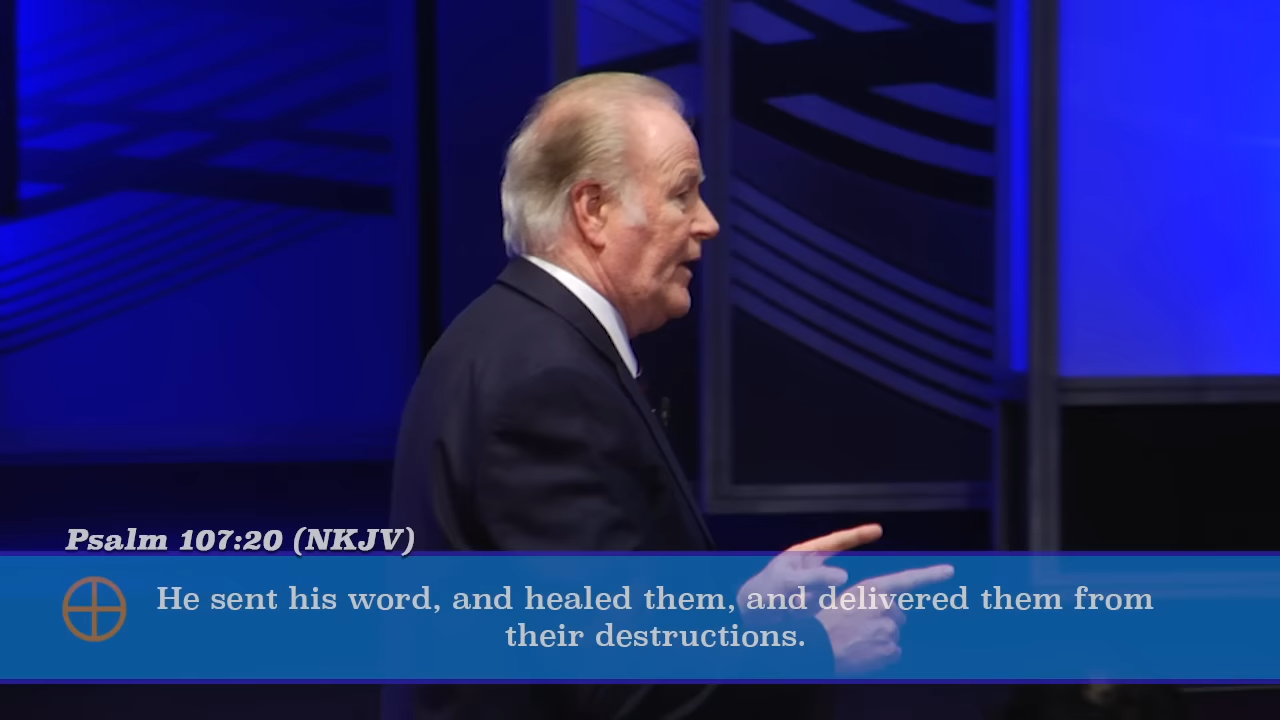 Psalm 107:20 (NKJV)
He sent his word, and healed them, and delivered them from
their destructions.